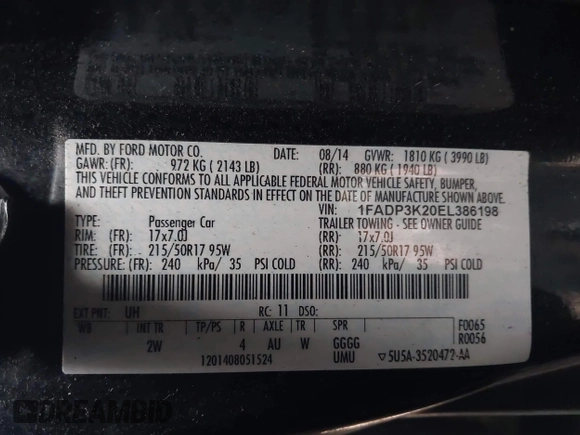 MFD. BY FORD MOTOR CO. DATE: 08/14 GVWR: 1810 KG ( 3990 LB)
GAWR: (FR): 972 KG ( 2143 LB) (RR): 880 KG ( 1940 LB)
THIS VEHICLE CONFORMS TO ALL APPLICABLE FEDERAL MOTOR VEHICLE SAFETY, BUMPER,
AND THEFT PREVENTION STANDARDS IN EFFECT ON THE DATE OF MANUFACTURE SHOWN ABOVE.
VIN: 1FADP3K20EL386198
TYPE: Passenger Car TRAILER TOWING - SEE OWNER GUIDE
RIM: (FR): 17x7.0J (RR): 17x7.0J
TIRE: (FR): 215/50R17 95W (RR): 215/50R17 95W
PRESSURE: (FR): 240 kPa/ 35 PSI COLD (RR): 240 kPa/ 35 PSI COLD
EXT PNT: UH RC: 11 DSO:
WB INT TR TP/PS R AXLE TR SPR F0065
2W 4 AU W GGGG R0056
1201408051524 UMU ▽5U5A-3520472-AA
DREAMBID